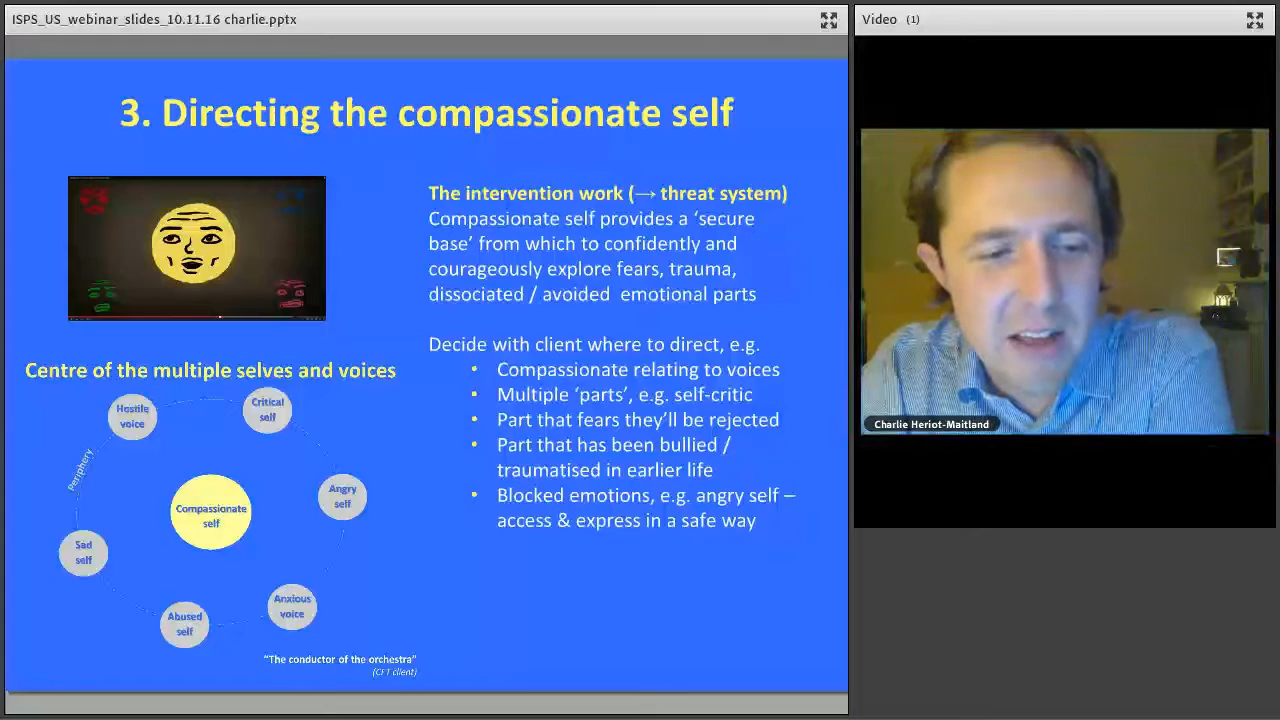 ISPS_US_webinar_slides_10.11.16 charlie.pptx
Video (1)
3. Directing the compassionate self
The intervention work (→ threat system)
Compassionate self provides a ‘secure
base’ from which to confidently and
courageously explore fears, trauma,
dissociated / avoided emotional parts
Decide with client where to direct, e.g.
• Compassionate relating to voices
• Multiple ‘parts’, e.g. self-critic
• Part that fears they’ll be rejected
• Part that has been bullied /
traumatised in earlier life
• Blocked emotions, e.g. angry self –
access & express in a safe way
Centre of the multiple selves and voices
Hostile
voice
Critical
self
Periphery
Angry
self
Compassionate
self
Sad
self
Anxious
voice
Abused
self
“The conductor of the orchestra”
(CFT client)
Charlie Heriot-Maitland